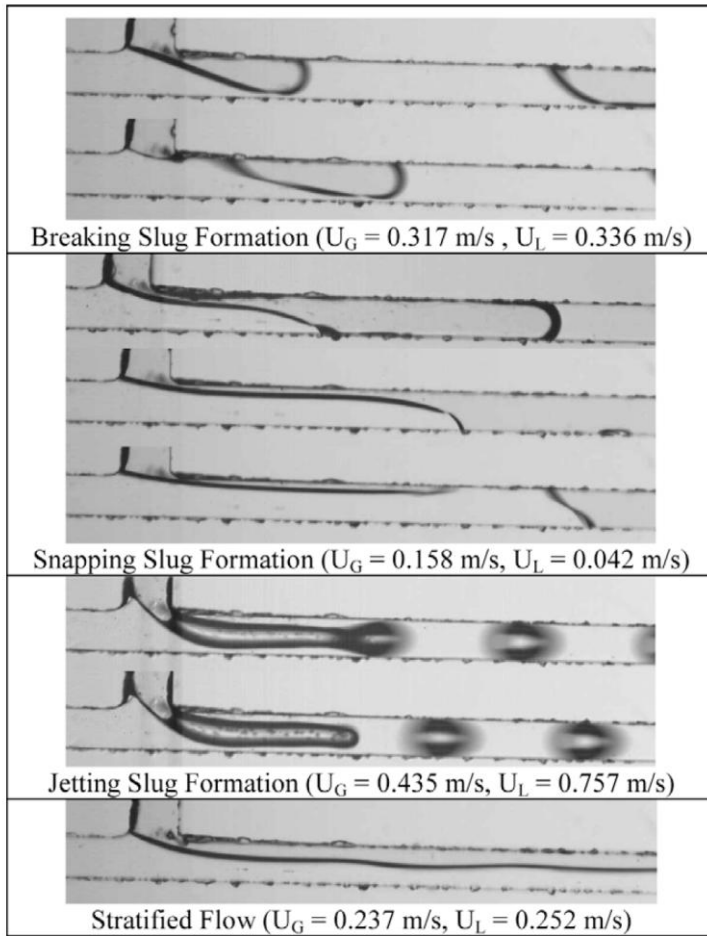 Breaking Slug Formation (U_G = 0.317 m/s , U_L = 0.336 m/s)
Snapping Slug Formation (U_G = 0.158 m/s, U_L = 0.042 m/s)
Jetting Slug Formation (U_G = 0.435 m/s, U_L = 0.757 m/s)
Stratified Flow (U_G = 0.237 m/s, U_L = 0.252 m/s)